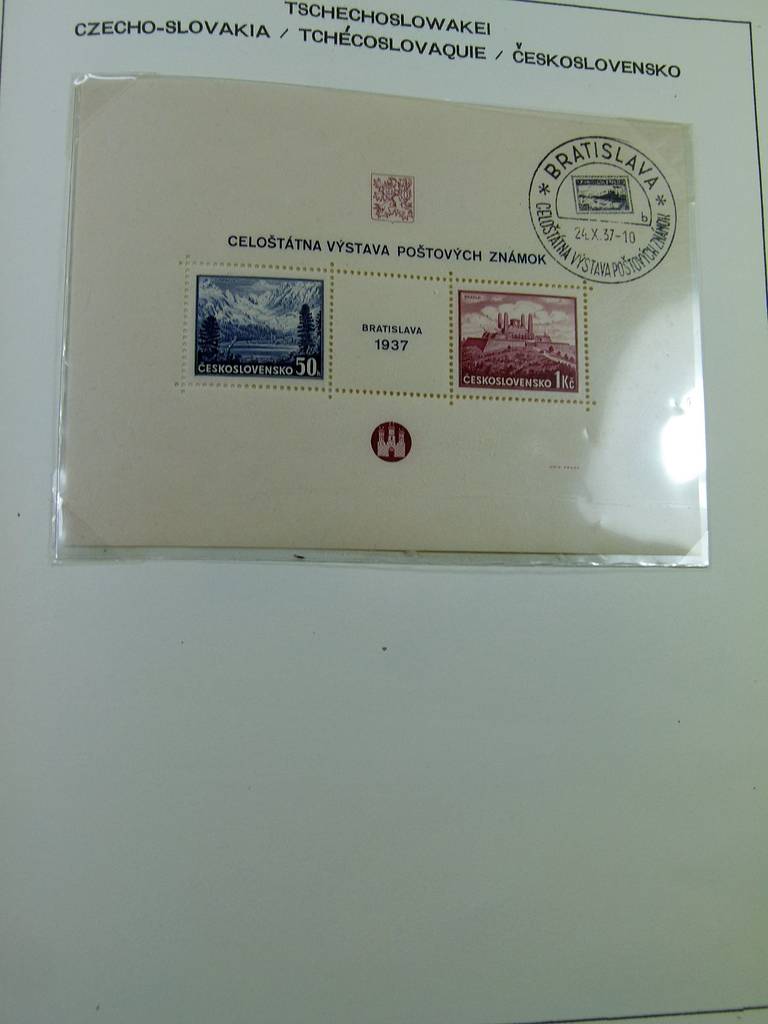 TSCHECHOSLOWAKEI
CZECHO-SLOVAKIA / TCHÉCOSLOVAQUIE / ČESKOSLOVENSKO
* BRATISLAVA *
b
24.X.37-10
CELOŠTÁTNA VÝSTAVA POŠTOVÝCH ZNÁMOK
CELOŠTÁTNA VÝSTAVA POŠTOVÝCH ZNÁMOK
ČESKOSLOVENSKO 50h
BRATISLAVA
1937
ČESKOSLOVENSKO 1Kč